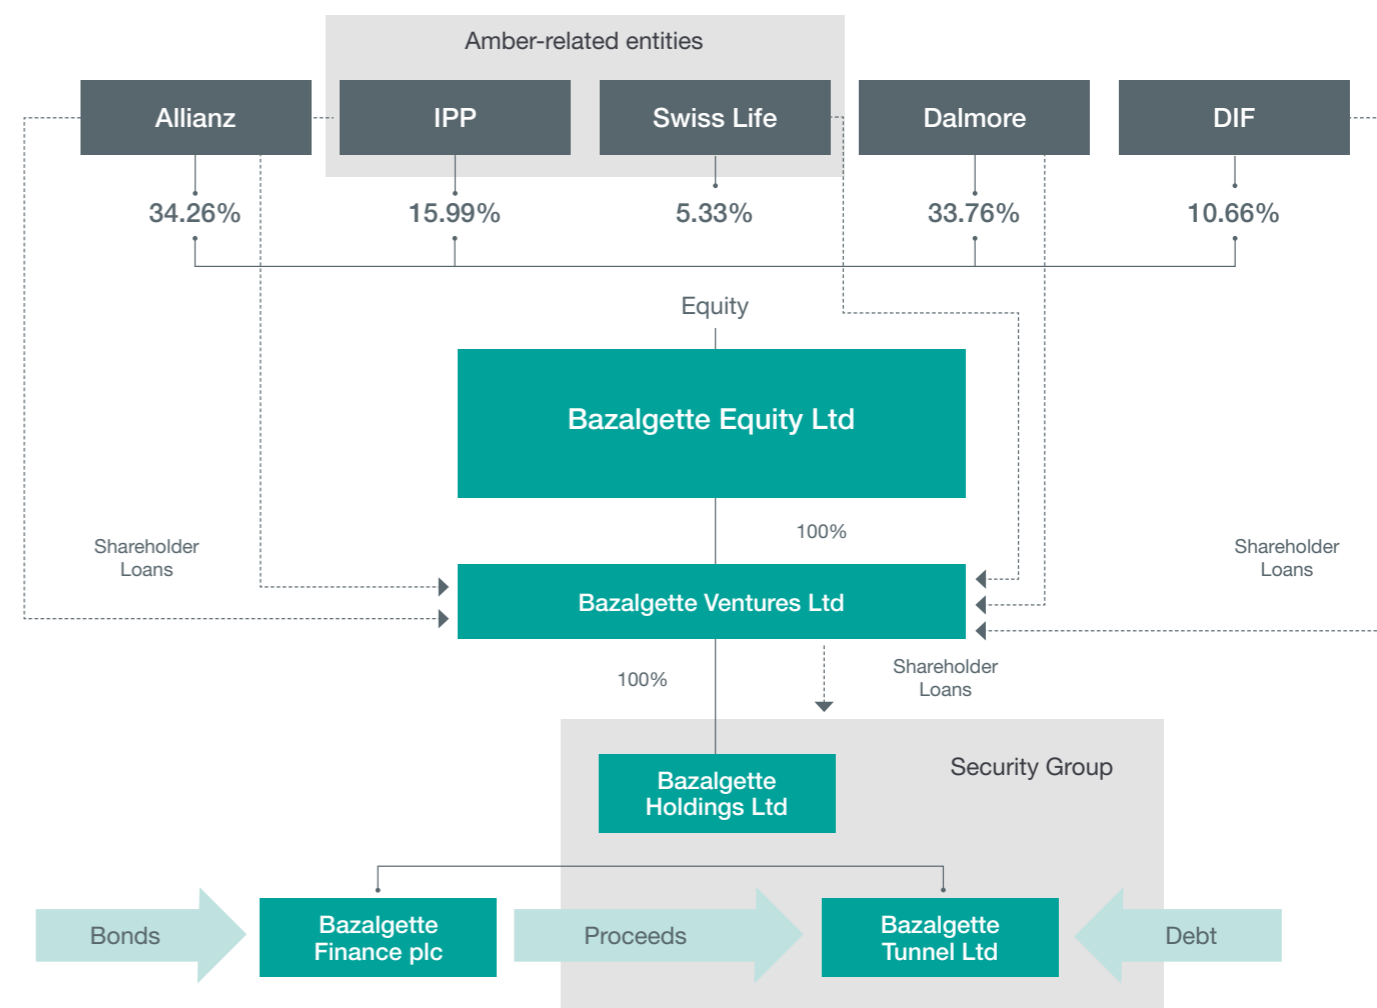 Amber-related entities
Allianz
IPP
Swiss Life
Dalmore
DIF
34.26%
15.99%
5.33%
33.76%
10.66%
Equity
Bazalgette Equity Ltd
100%
Shareholder
Loans
Shareholder
Loans
Bazalgette Ventures Ltd
100%
Shareholder
Loans
Security Group
Bazalgette
Holdings Ltd
Bonds
Bazalgette
Finance plc
Proceeds
Bazalgette
Tunnel Ltd
Debt